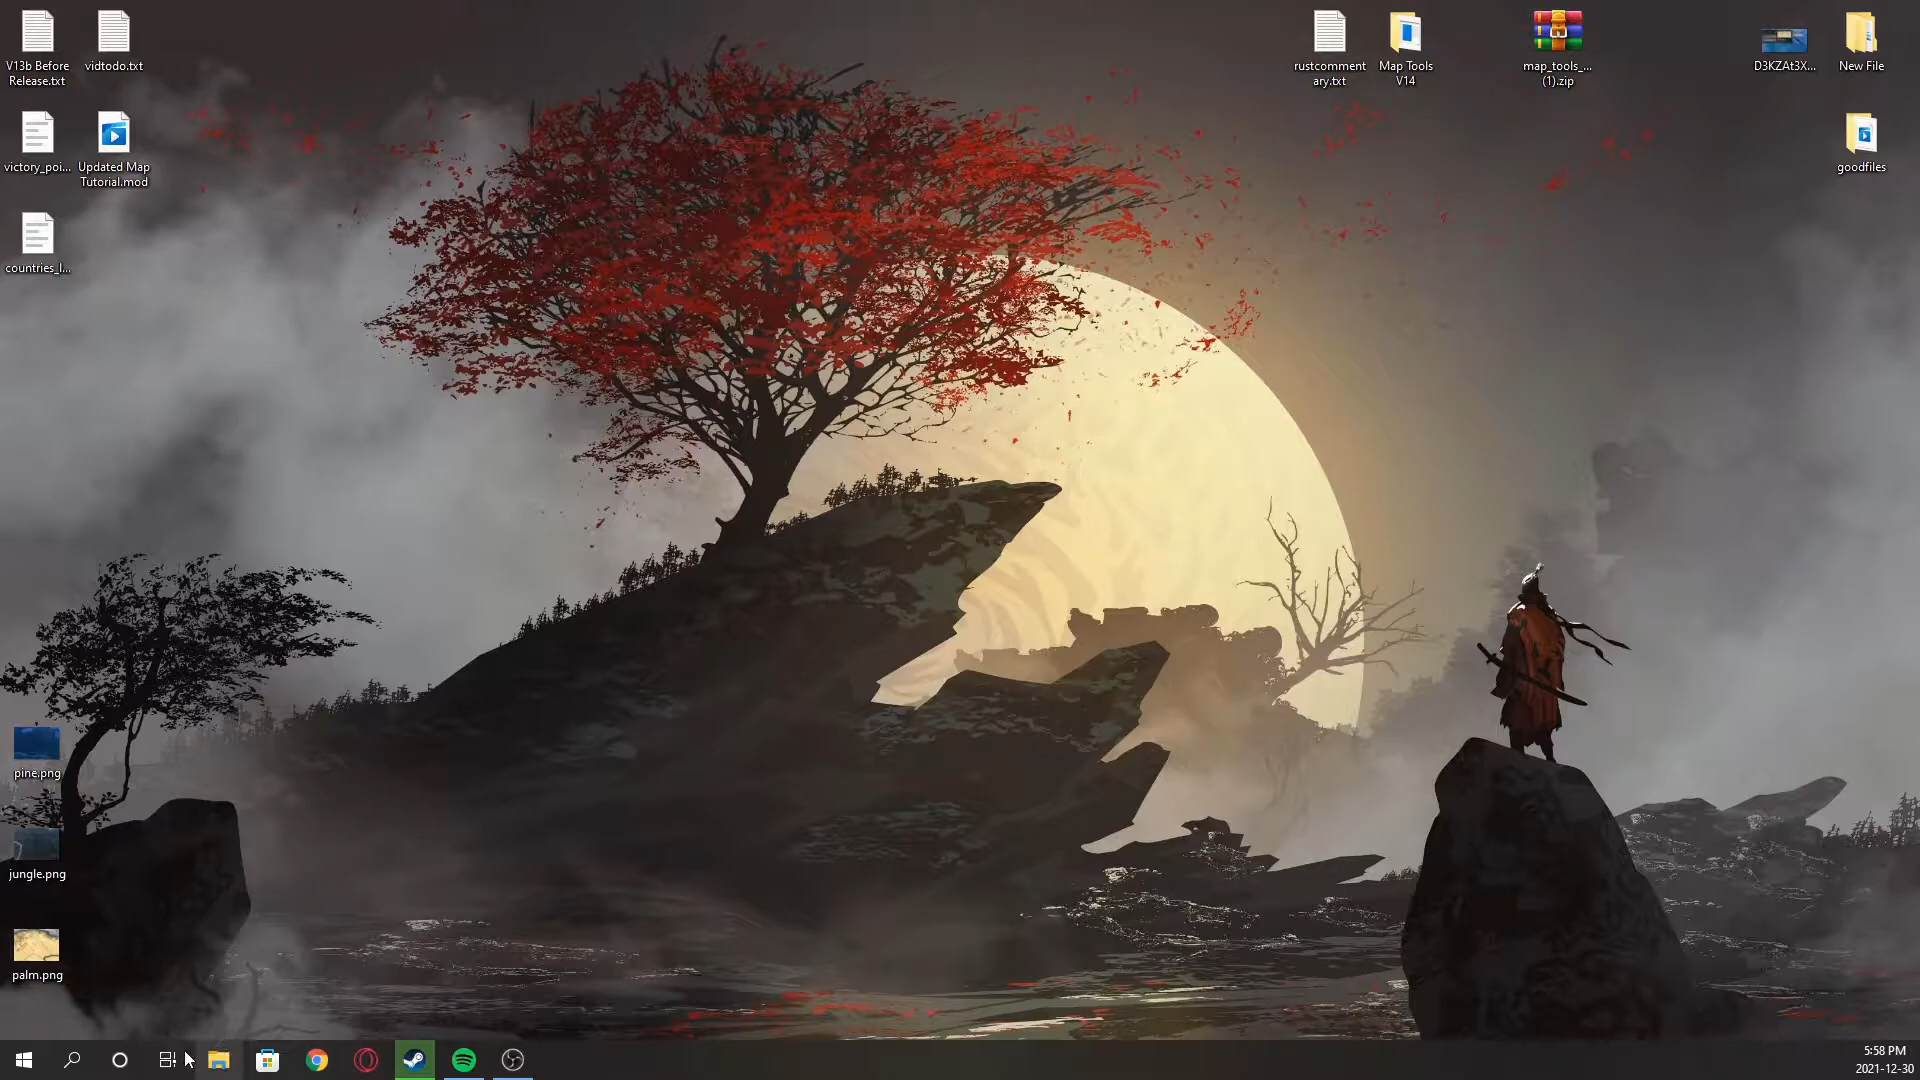 V13b Before
Release.txt
vidtodo.txt
rustcomment
ary.txt
Map Tools
V14
map_tools_...
(1).zip
D3KZAt3X...
New File
victory_poi...
Updated Map
Tutorial.mod
goodfiles
countries_l...
pine.png
jungle.png
palm.png
5:58 PM
2021-12-30